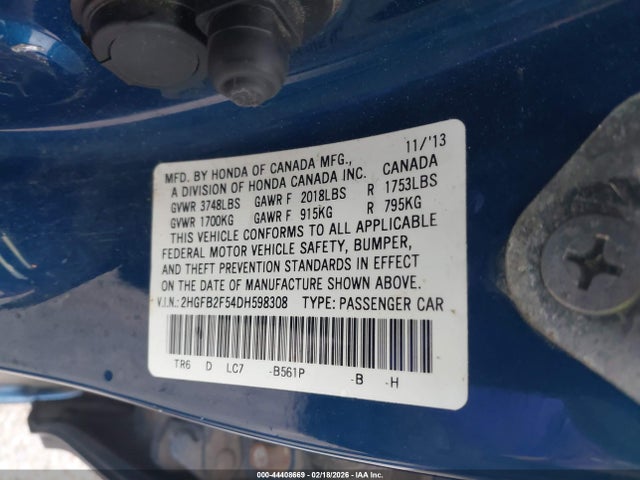 11/'13
MFD. BY HONDA OF CANADA MFG., CANADA
A DIVISION OF HONDA CANADA INC.
GVWR 3748LBS GAWR F 2018LBS R 1753LBS
GVWR 1700KG GAWR F 915KG R 795KG
THIS VEHICLE CONFORMS TO ALL APPLICABLE
FEDERAL MOTOR VEHICLE SAFETY, BUMPER,
AND THEFT PREVENTION STANDARDS IN EFFECT
ON THE DATE OF MANUFACTURE SHOWN ABOVE.
V.I.N.: 2HGFB2F54DH598308 TYPE: PASSENGER CAR
TR6 D LC7 -B561P -B -H
000-44408669 - 02/18/2026 - IAA Inc.